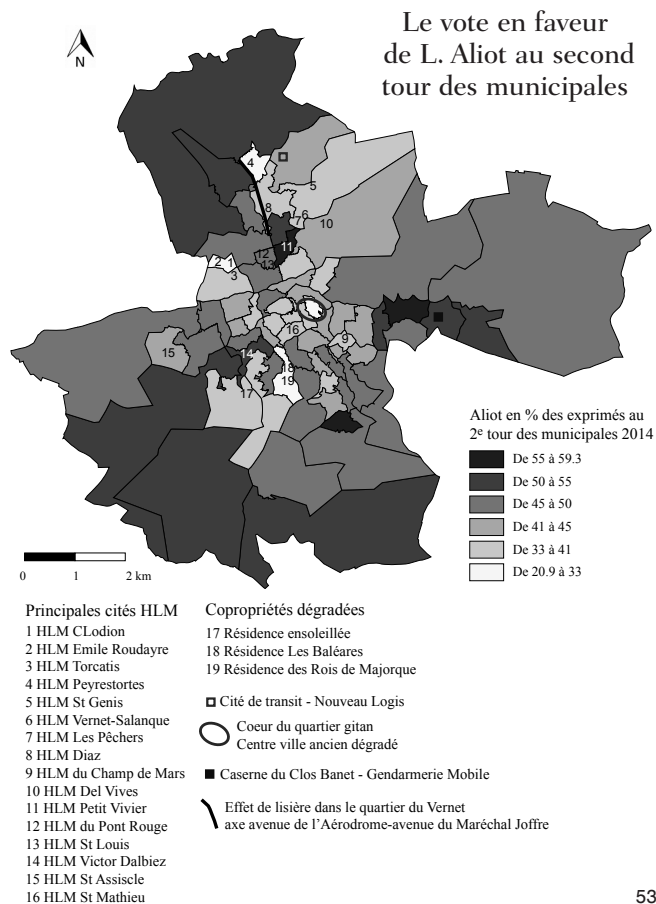 Le vote en faveur
de L. Aliot au second
tour des municipales
N
4
5
8
6
7
10
11
12
13
2 1
3
16
9
15
14
18
19
17
Aliot en % des exprimés au
2e tour des municipales 2014
De 55 à 59.3
De 50 à 55
De 45 à 50
De 41 à 45
De 33 à 41
De 20.9 à 33
0 1 2 km
Principales cités HLM
1 HLM CLodion
2 HLM Emile Roudayre
3 HLM Torcatis
4 HLM Peyrestortes
5 HLM St Genis
6 HLM Vernet-Salanque
7 HLM Les Pêchers
8 HLM Diaz
9 HLM du Champ de Mars
10 HLM Del Vives
11 HLM Petit Vivier
12 HLM du Pont Rouge
13 HLM St Louis
14 HLM Victor Dalbiez
15 HLM St Assiscle
16 HLM St Mathieu
Copropriétés dégradées
17 Résidence ensoleillée
18 Résidence Les Baléares
19 Résidence des Rois de Majorque
Cité de transit - Nouveau Logis
Coeur du quartier gitan
Centre ville ancien dégradé
Caserne du Clos Banet - Gendarmerie Mobile
Effet de lisière dans le quartier du Vernet
axe avenue de l'Aérodrome-avenue du Maréchal Joffre
53